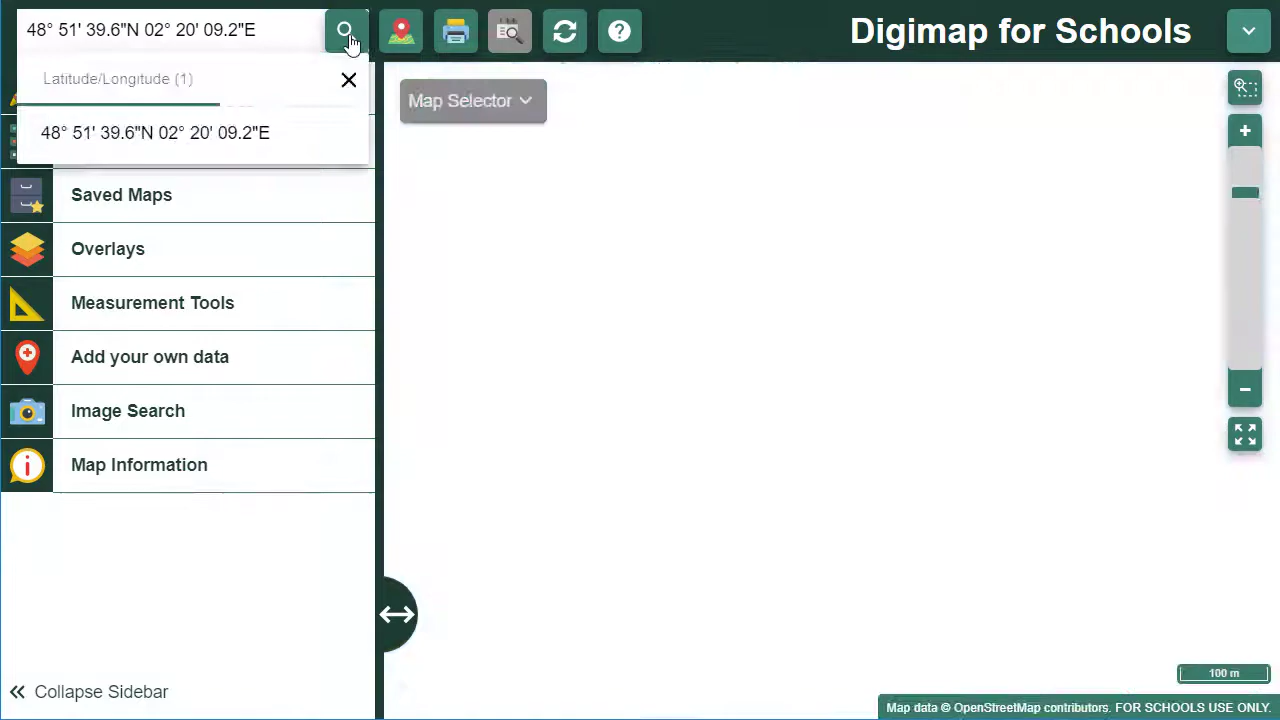 48° 51' 39.6"N 02° 20' 09.2"E
Digimap for Schools
Latitude/Longitude (1)
48° 51' 39.6"N 02° 20' 09.2"E
Map Selector
Saved Maps
Overlays
Measurement Tools
Add your own data
Image Search
Map Information
Collapse Sidebar
100 m
Map data © OpenStreetMap contributors. FOR SCHOOLS USE ONLY.